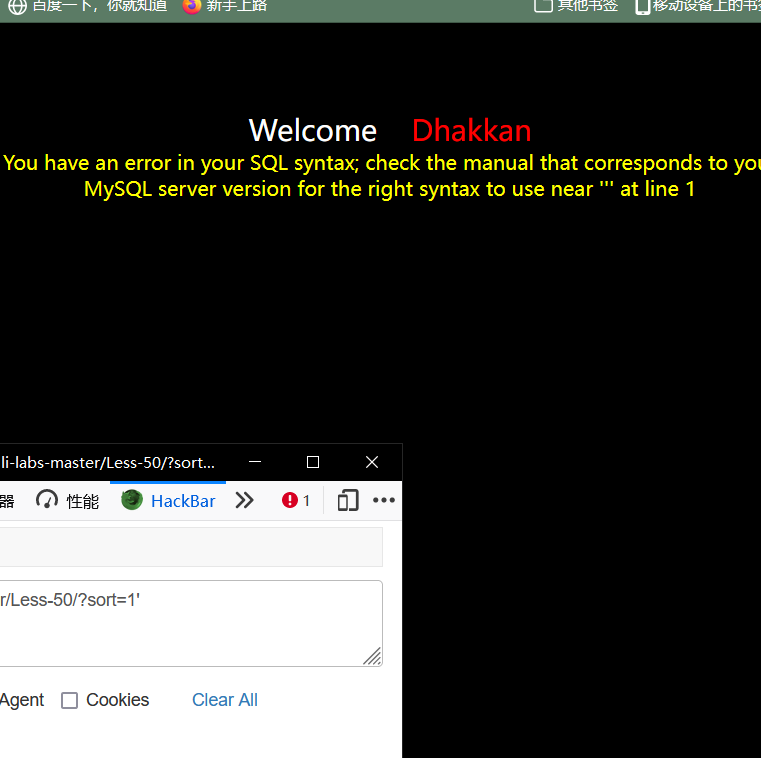 百度一下，你就知道 新手上路 其他书签 移动设备上的书签
Welcome Dhakkan
You have an error in your SQL syntax; check the manual that corresponds to you
MySQL server version for the right syntax to use near ''' at line 1
li-labs-master/Less-50/?sort...
器 性能 HackBar 1
r/Less-50/?sort=1'
Agent Cookies Clear All